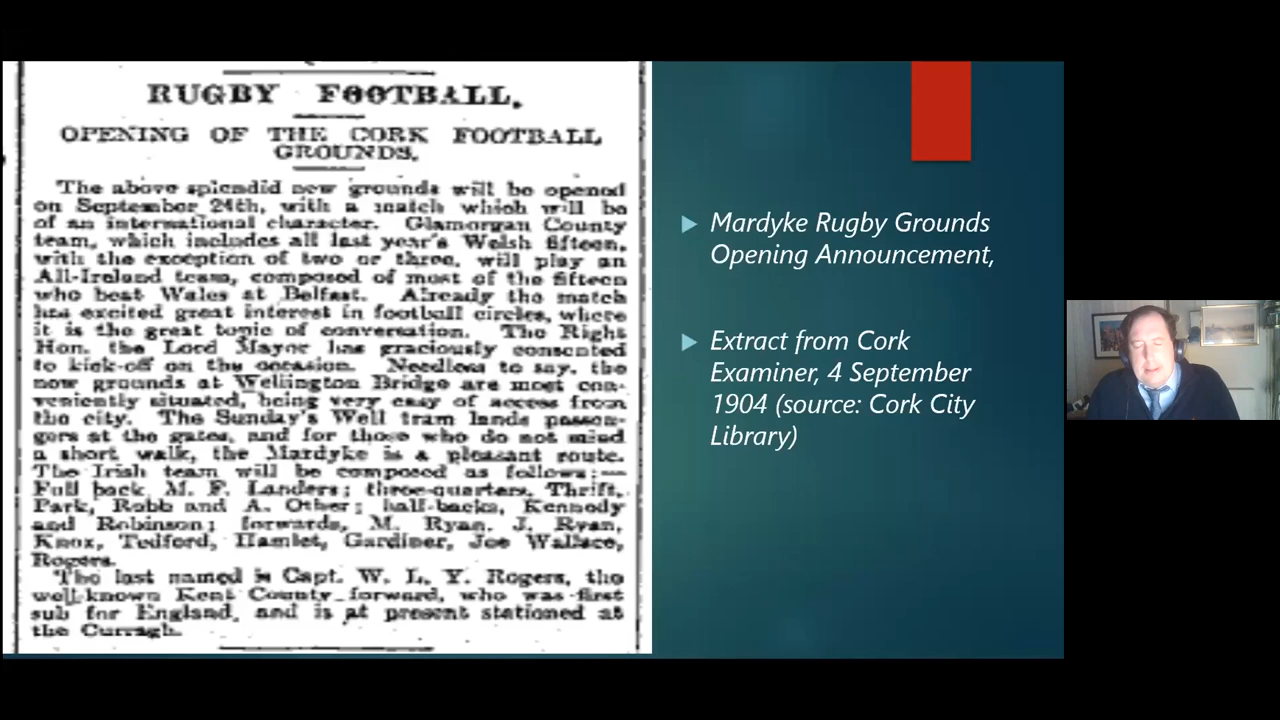 RUGBY FOOTBALL.
OPENING OF THE CORK FOOTBALL
GROUNDS.
The above splendid new grounds will be opened
on September 24th, with a match which will be
of an international character. Glamorgan County
team, which includes all last year's Welsh fifteen,
with the exception of two or three, will play an
All-Ireland team, composed of most of the fifteen
who beat Wales at Belfast. Already the match
has excited great interest in football circles, where
it is the great topic of conversation. The Right
Hon. the Lord Mayor has graciously consented
to kick-off on the occasion. Needless to say, the
new grounds at Wellington Bridge are most con-
veniently situated, being very easy of access from
the city. The Sunday's Well tram lands passen-
gers at the gates, and for those who do not mind
a short walk, the Mardyke is a pleasant route.
The Irish team will be composed as follows:—
Full back, M. F. Landers; three-quarters, Thrift,
Park, Robb and A. Other; half-backs, Kennedy
and Robinson; forwards, M. Ryan, J. Ryan,
Knox, Tedford, Hamlet, Gardiner, Joe Wallace,
Rogers.
The last named is Capt. W. L. Y. Rogers, the
well-known Kent County forward, who was first
sub for England, and is at present stationed at
the Curragh.
Mardyke Rugby Grounds
Opening Announcement,
Extract from Cork
Examiner, 4 September
1904 (source: Cork City
Library)